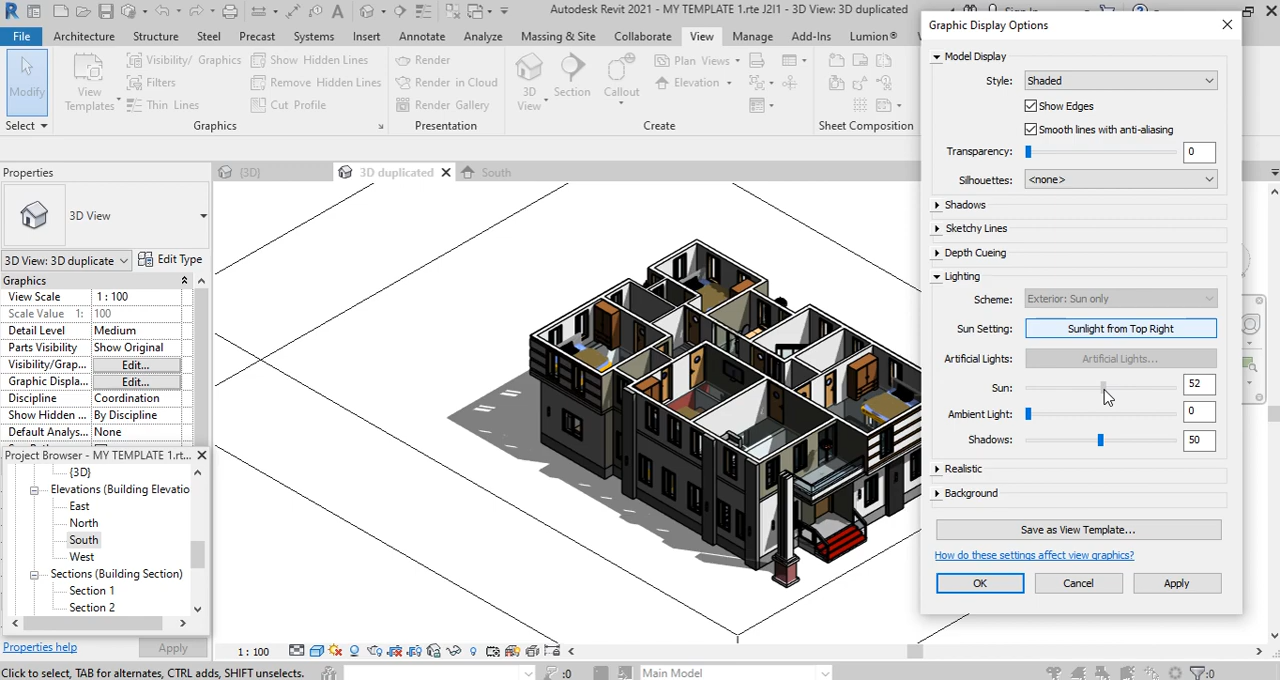 Autodesk Revit 2021 - MY TEMPLATE 1.rte J2I1 - 3D View: 3D duplicated
Sign In
File Architecture Structure Steel Precast Systems Insert Annotate Analyze Massing & Site Collaborate View Manage Add-Ins Lumion®
Modify
View Templates
Visibility/ Graphics
Filters
Thin Lines
Show Hidden Lines
Remove Hidden Lines
Cut Profile
Render
Render in Cloud
Render Gallery
3D View
Section
Callout
Plan Views
Elevation
Select Graphics Presentation Create Sheet Composition
Properties
{3D} 3D duplicated South
3D View
3D View: 3D duplicate Edit Type
Graphics
View Scale 1 : 100
Scale Value 1: 100
Detail Level Medium
Parts Visibility Show Original
Visibility/Grap... Edit...
Graphic Displa... Edit...
Discipline Coordination
Show Hidden ... By Discipline
Default Analys... None
Project Browser - MY TEMPLATE 1.rt...
{3D}
Elevations (Building Elevatio
East
North
South
West
Sections (Building Section)
Section 1
Section 2
Properties help Apply
1 : 100
Click to select, TAB for alternates, CTRL adds, SHIFT unselects. :0 Main Model :0
Graphic Display Options
Model Display
Style: Shaded
Show Edges
Smooth lines with anti-aliasing
Transparency: 0
Silhouettes: <none>
Shadows
Sketchy Lines
Depth Cueing
Lighting
Scheme: Exterior: Sun only
Sun Setting: Sunlight from Top Right
Artificial Lights: Artificial Lights...
Sun: 52
Ambient Light: 0
Shadows: 50
Realistic
Background
Save as View Template...
How do these settings affect view graphics?
OK Cancel Apply